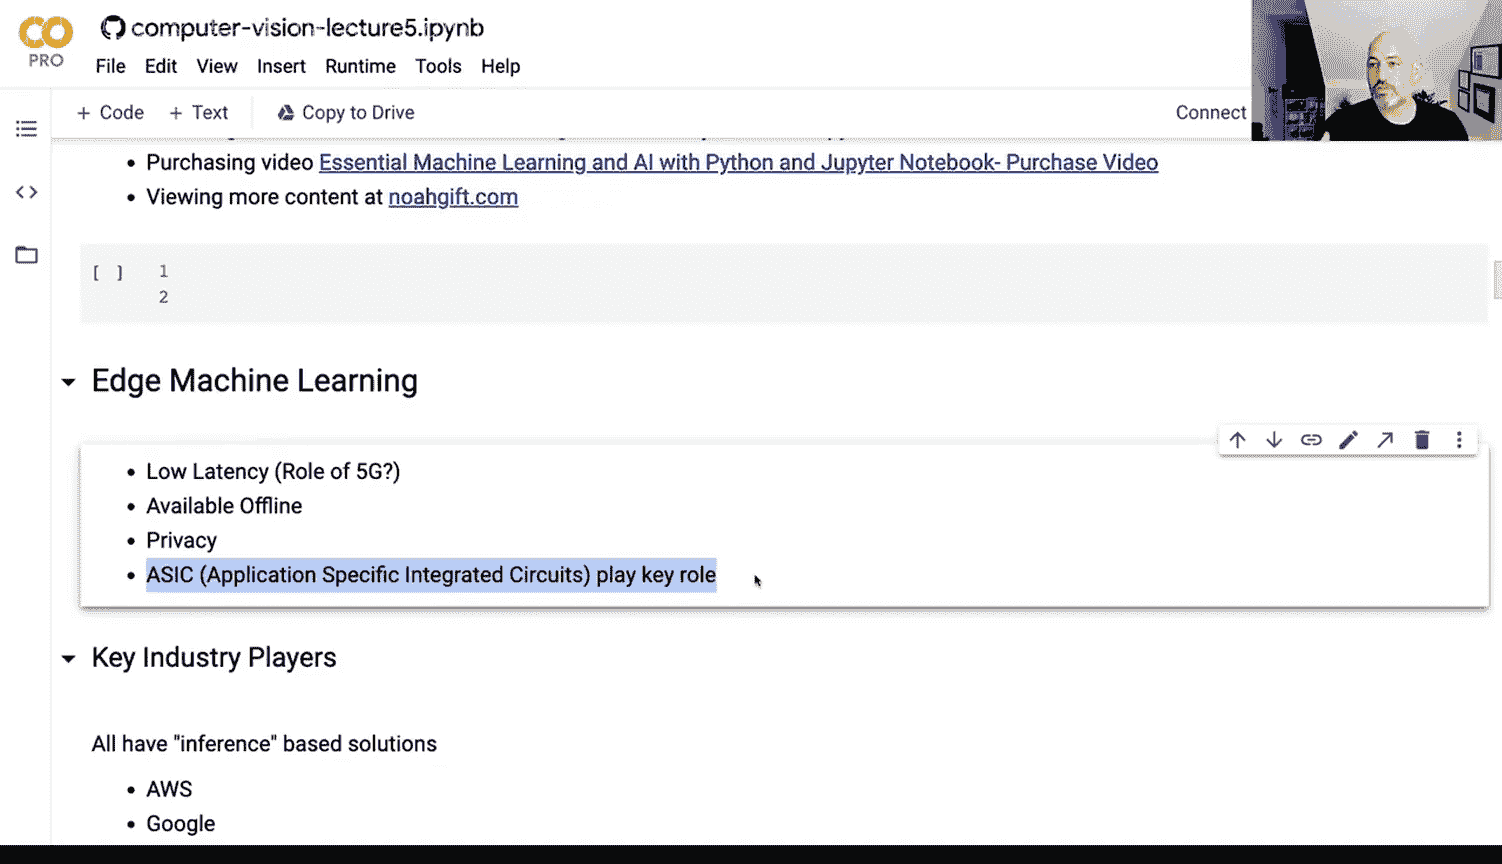 computer-vision-lecture5.ipynb
PRO
File Edit View Insert Runtime Tools Help
+ Code + Text Copy to Drive Connect
• Purchasing video Essential Machine Learning and AI with Python and Jupyter Notebook- Purchase Video
• Viewing more content at noahgift.com
[ ] 1
2
Edge Machine Learning
• Low Latency (Role of 5G?)
• Available Offline
• Privacy
• ASIC (Application Specific Integrated Circuits) play key role
Key Industry Players
All have "inference" based solutions
• AWS
• Google